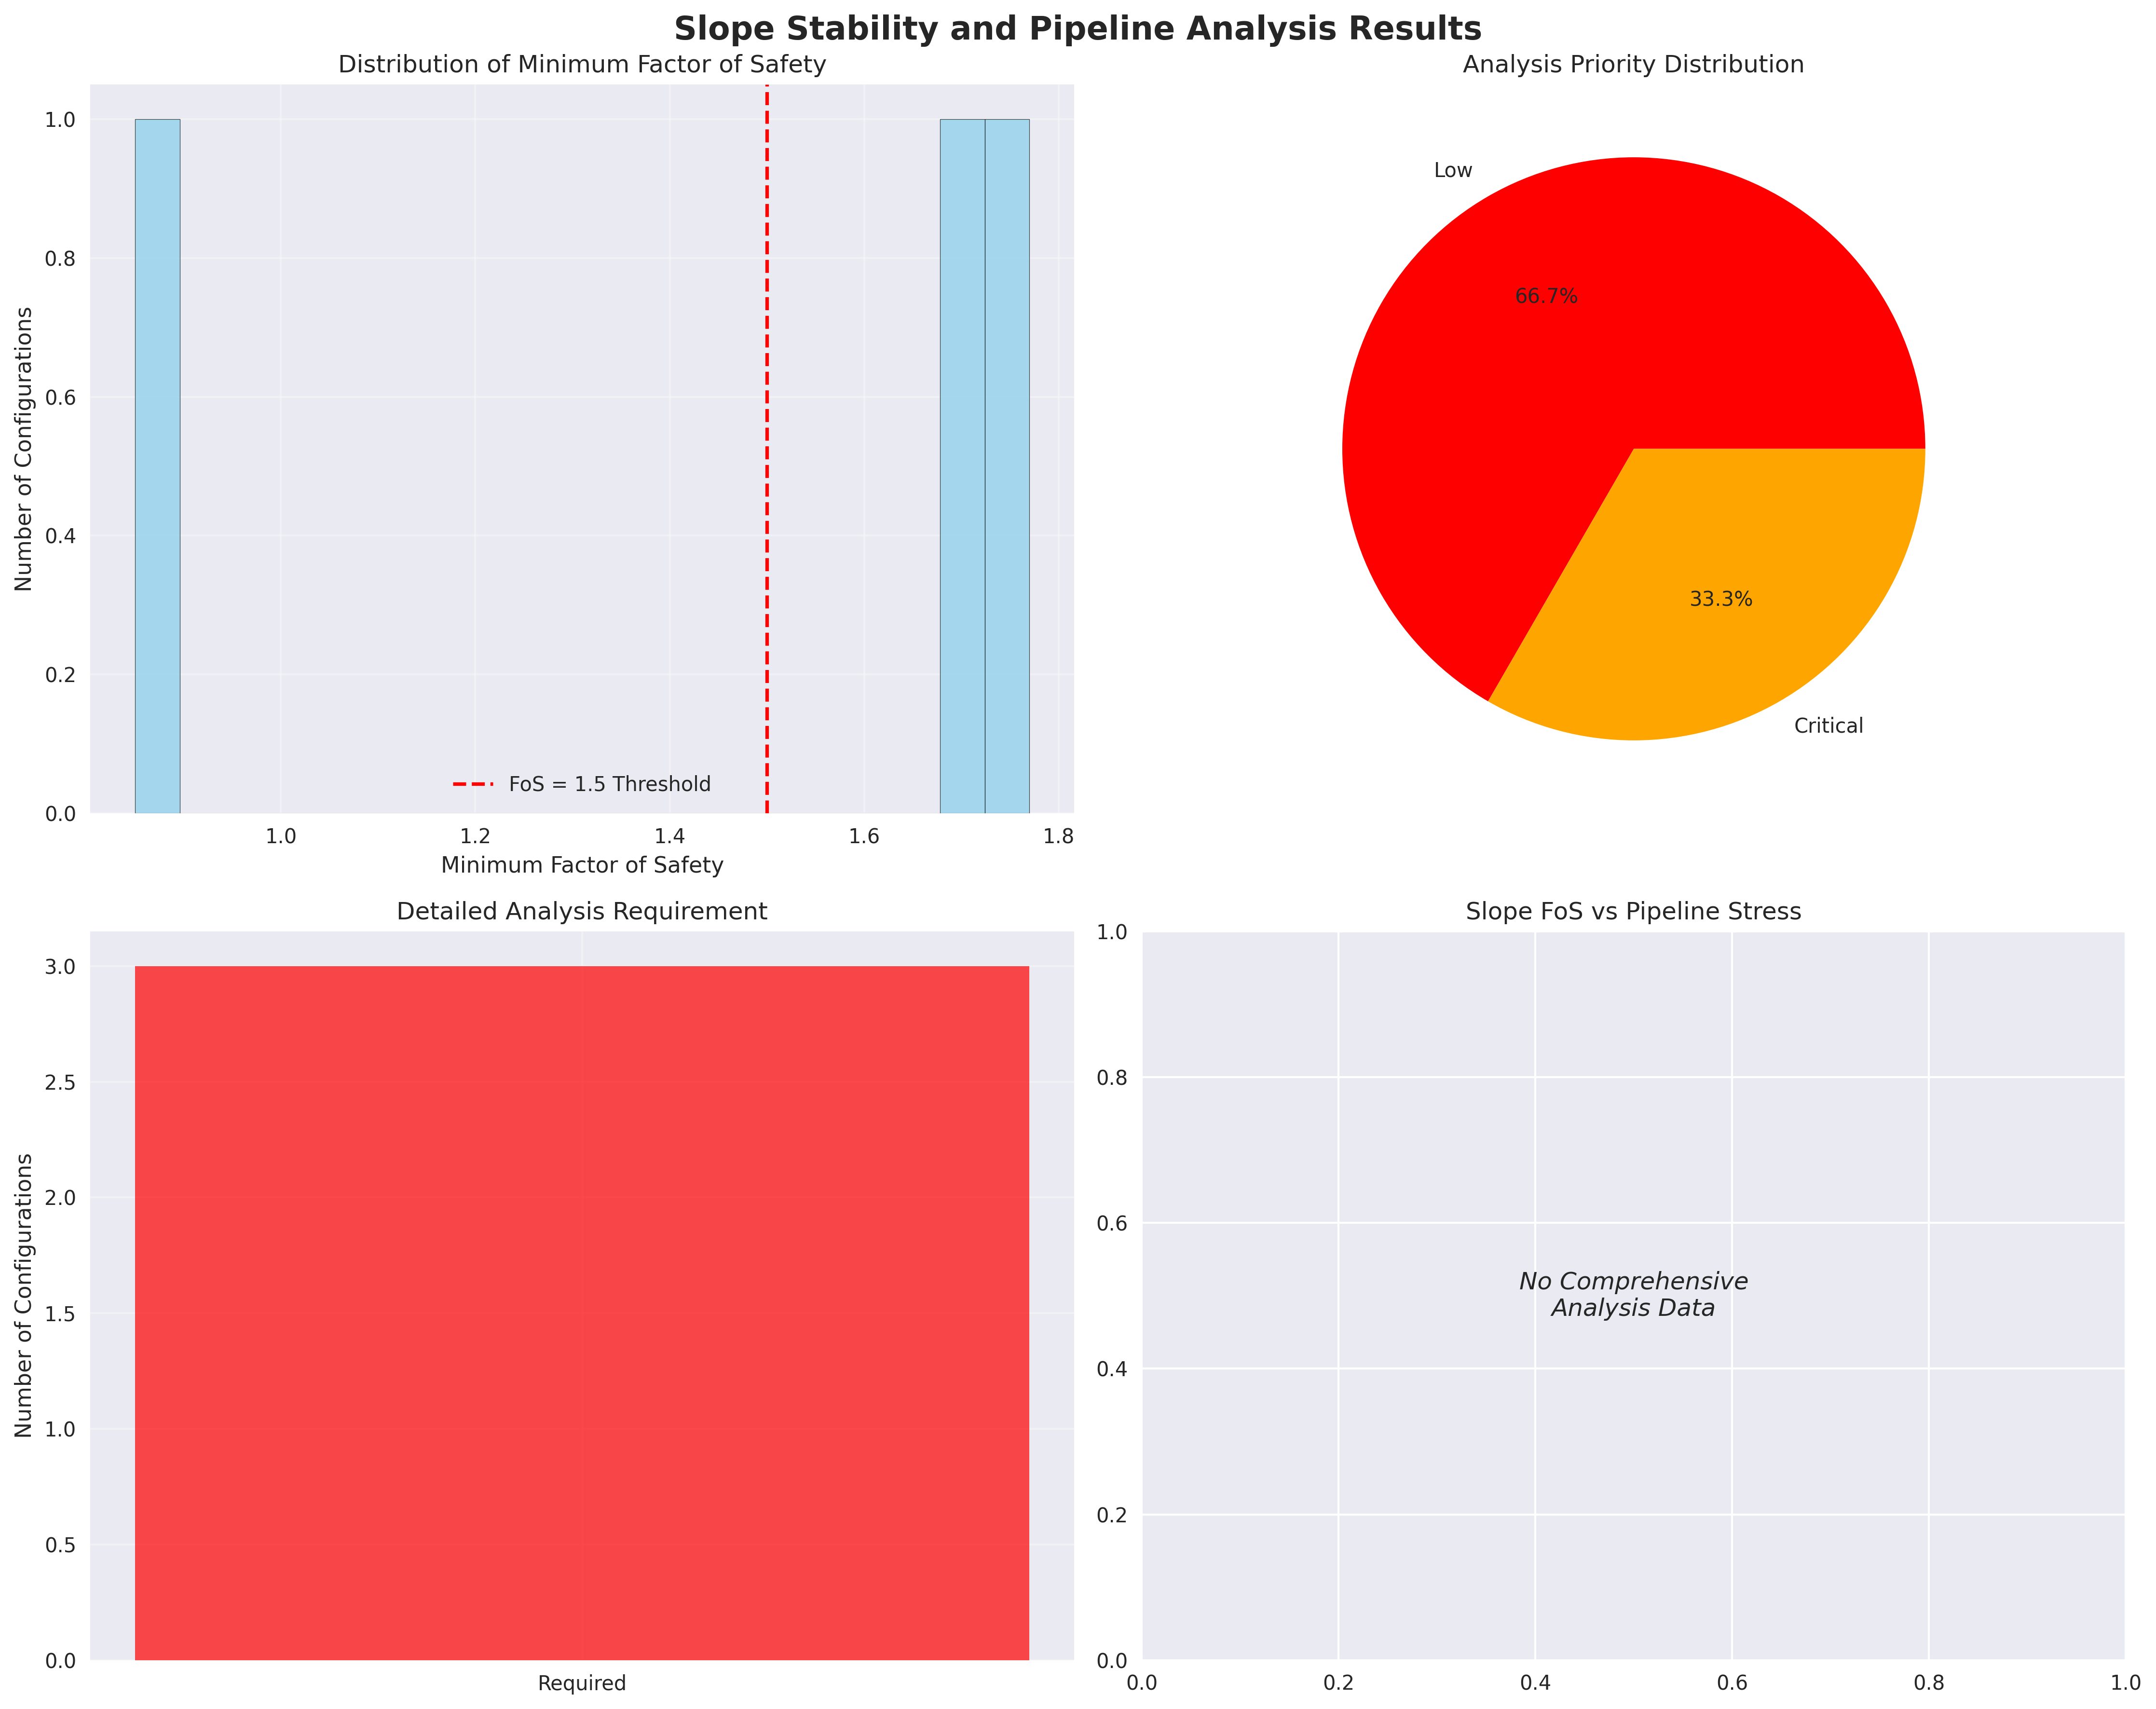 Slope Stability and Pipeline Analysis Results
Distribution of Minimum Factor of Safety
Number of Configurations
1.0
0.8
0.6
0.4
0.2
0.0
FoS = 1.5 Threshold
1.0 1.2 1.4 1.6 1.8
Minimum Factor of Safety
Analysis Priority Distribution
Low
66.7%
33.3%
Critical
Detailed Analysis Requirement
Number of Configurations
3.0
2.5
2.0
1.5
1.0
0.5
0.0
Required
Slope FoS vs Pipeline Stress
1.0
0.8
0.6
0.4
0.2
0.0
No Comprehensive
Analysis Data
0.0 0.2 0.4 0.6 0.8 1.0